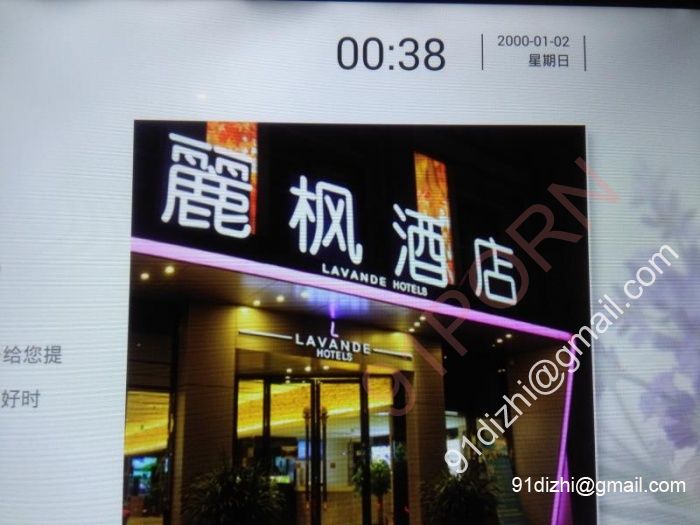 00:38
2000-01-02
星期日
麗枫酒店
LAVANDE HOTELS
L
LAVANDE
HOTELS
给您提
好时
91PORN
91dizhi@gmail.com
91dizhi@gmail.com